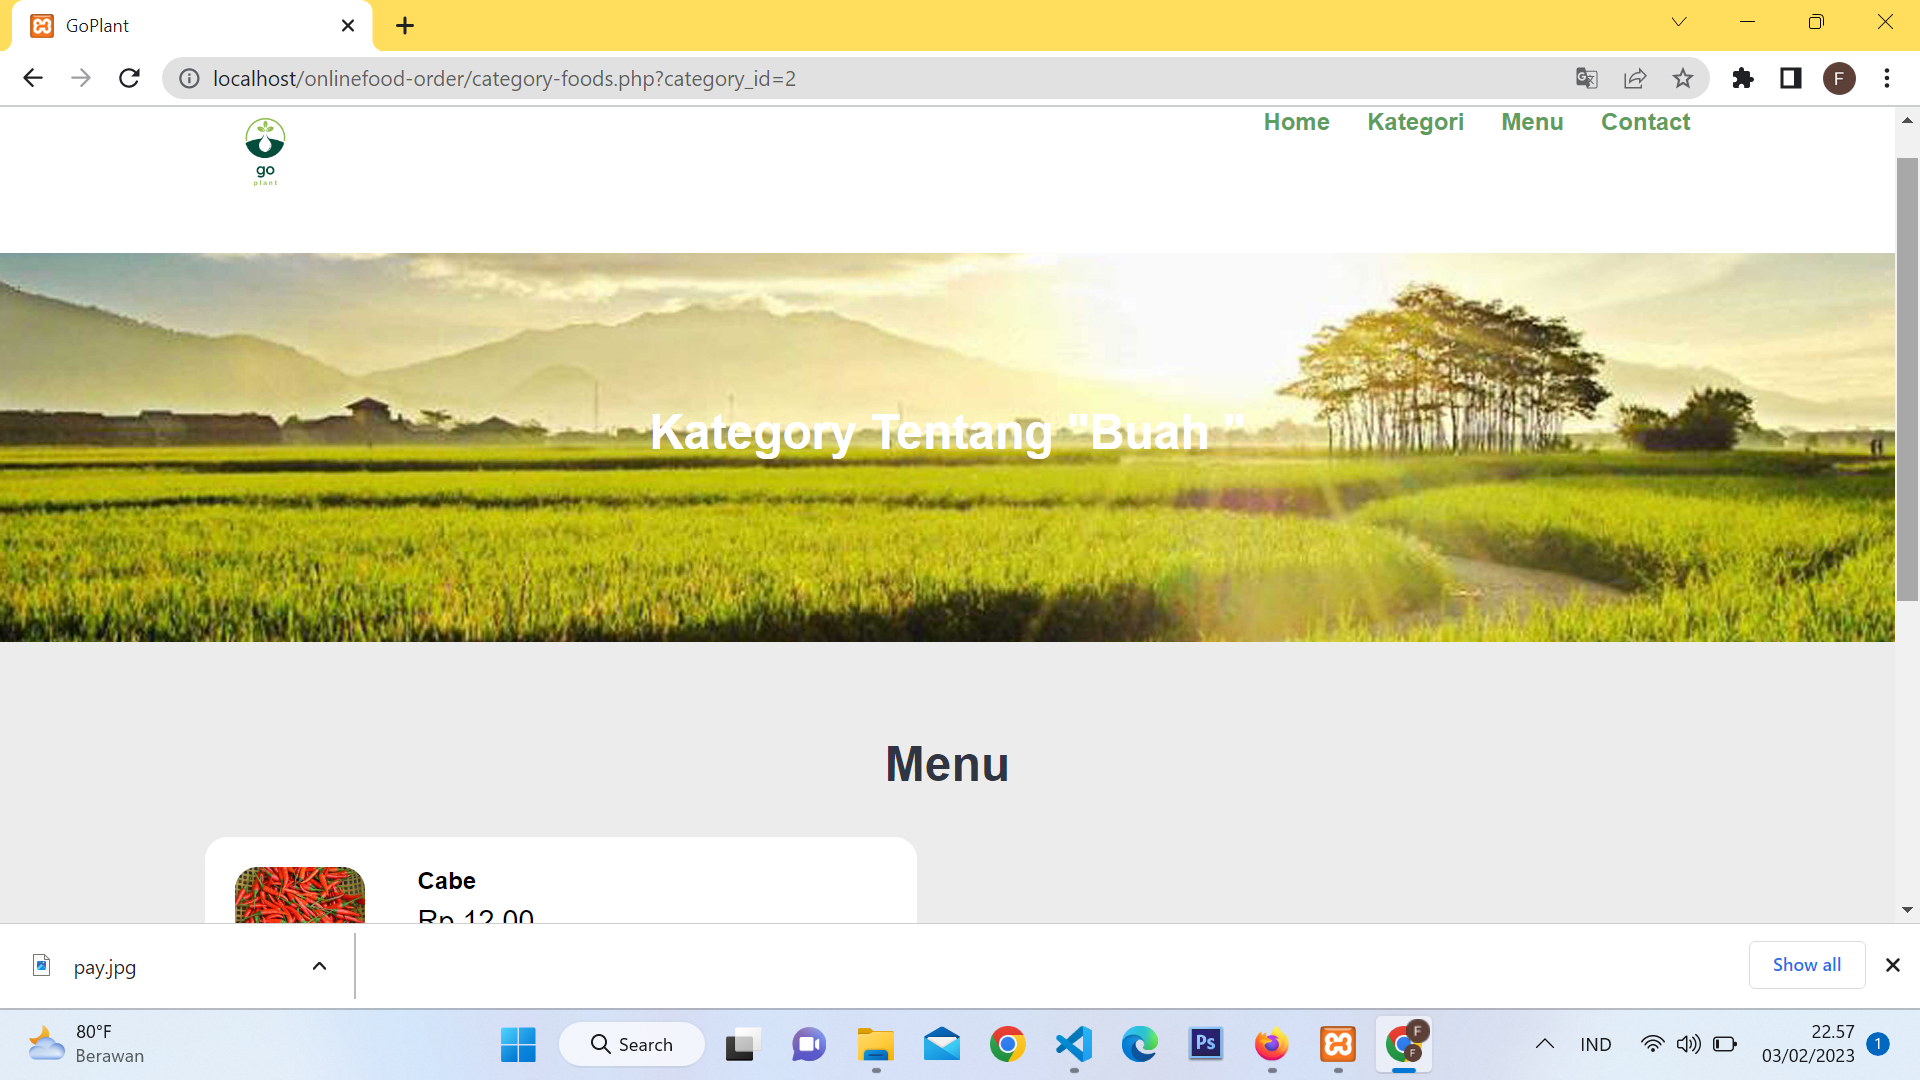 GoPlant
localhost/onlinefood-order/category-foods.php?category_id=2
F
go
plant
Home Kategori Menu Contact
Kategory Tentang "Buah "
Menu
Cabe
Rp.12.00
pay.jpg
Show all
80°F
Berawan
Search
Ps
F
F
IND
22.57
03/02/2023
1